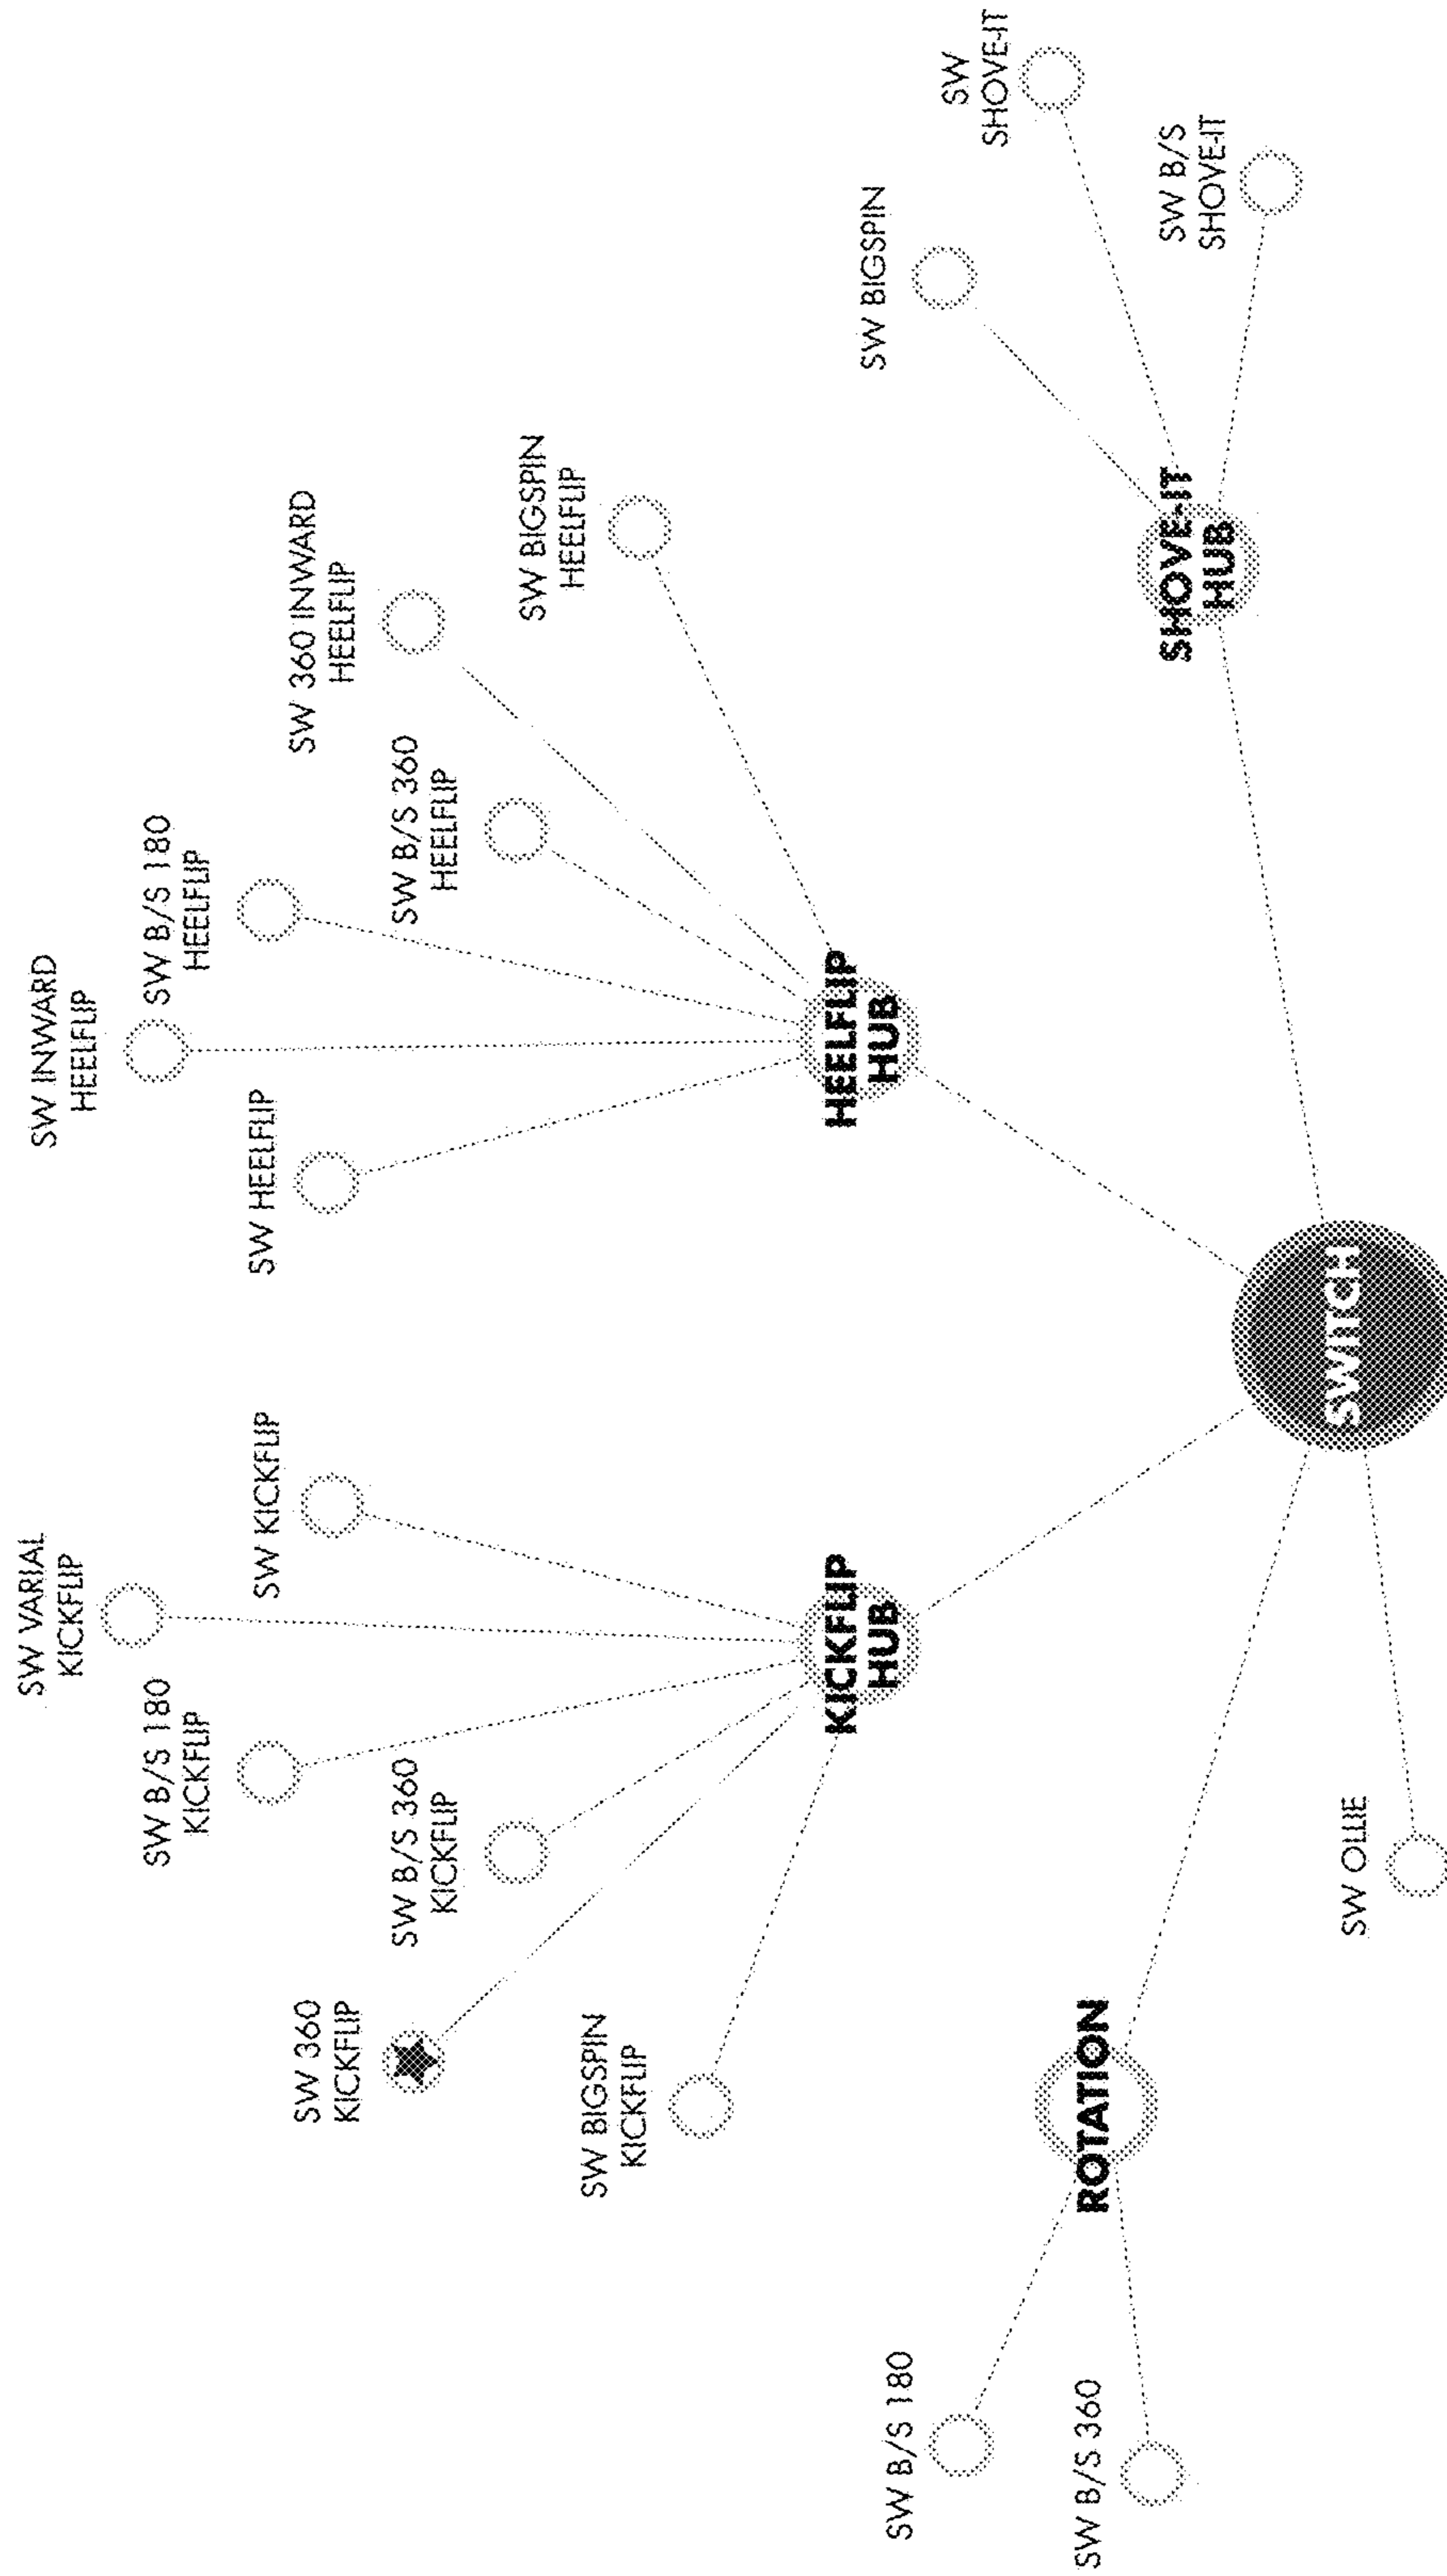 SW VARIAL
KICKFLIP
SW INWARD
HEELFLIP
SW B/S 180
KICKFLIP
SW KICKFLIP
SW HEELFLIP
SW B/S 180
HEELFLIP
SW 360
KICKFLIP
SW B/S 360
KICKFLIP
SW B/S 360
HEELFLIP
SW 360 INWARD
HEELFLIP
SW BIGSPIN
KICKFLIP
SW BIGSPIN
HEELFLIP
KICKFLIP
HUB
HEELFLIP
HUB
SW B/S 180
SW BIGSPIN
SW
SHOVE-IT
SW B/S 360
ROTATION
SHOVE-IT
HUB
SW B/S
SHOVE-IT
SW OLLIE
SWITCH